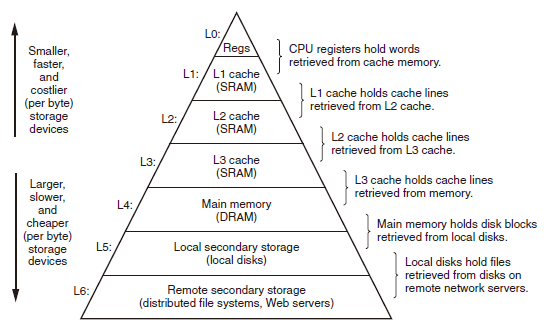 L0:
Regs
CPU registers hold words
retrieved from cache memory.
Smaller,
faster,
and
costlier
(per byte)
storage
devices
L1:
L1 cache
(SRAM)
L1 cache holds cache lines
retrieved from L2 cache.
L2:
L2 cache
(SRAM)
L2 cache holds cache lines
retrieved from L3 cache.
L3:
L3 cache
(SRAM)
L3 cache holds cache lines
retrieved from memory.
Larger,
slower,
and
cheaper
(per byte)
storage
devices
L4:
Main memory
(DRAM)
Main memory holds disk blocks
retrieved from local disks.
L5:
Local secondary storage
(local disks)
Local disks hold files
retrieved from disks on
remote network servers.
L6:
Remote secondary storage
(distributed file systems, Web servers)